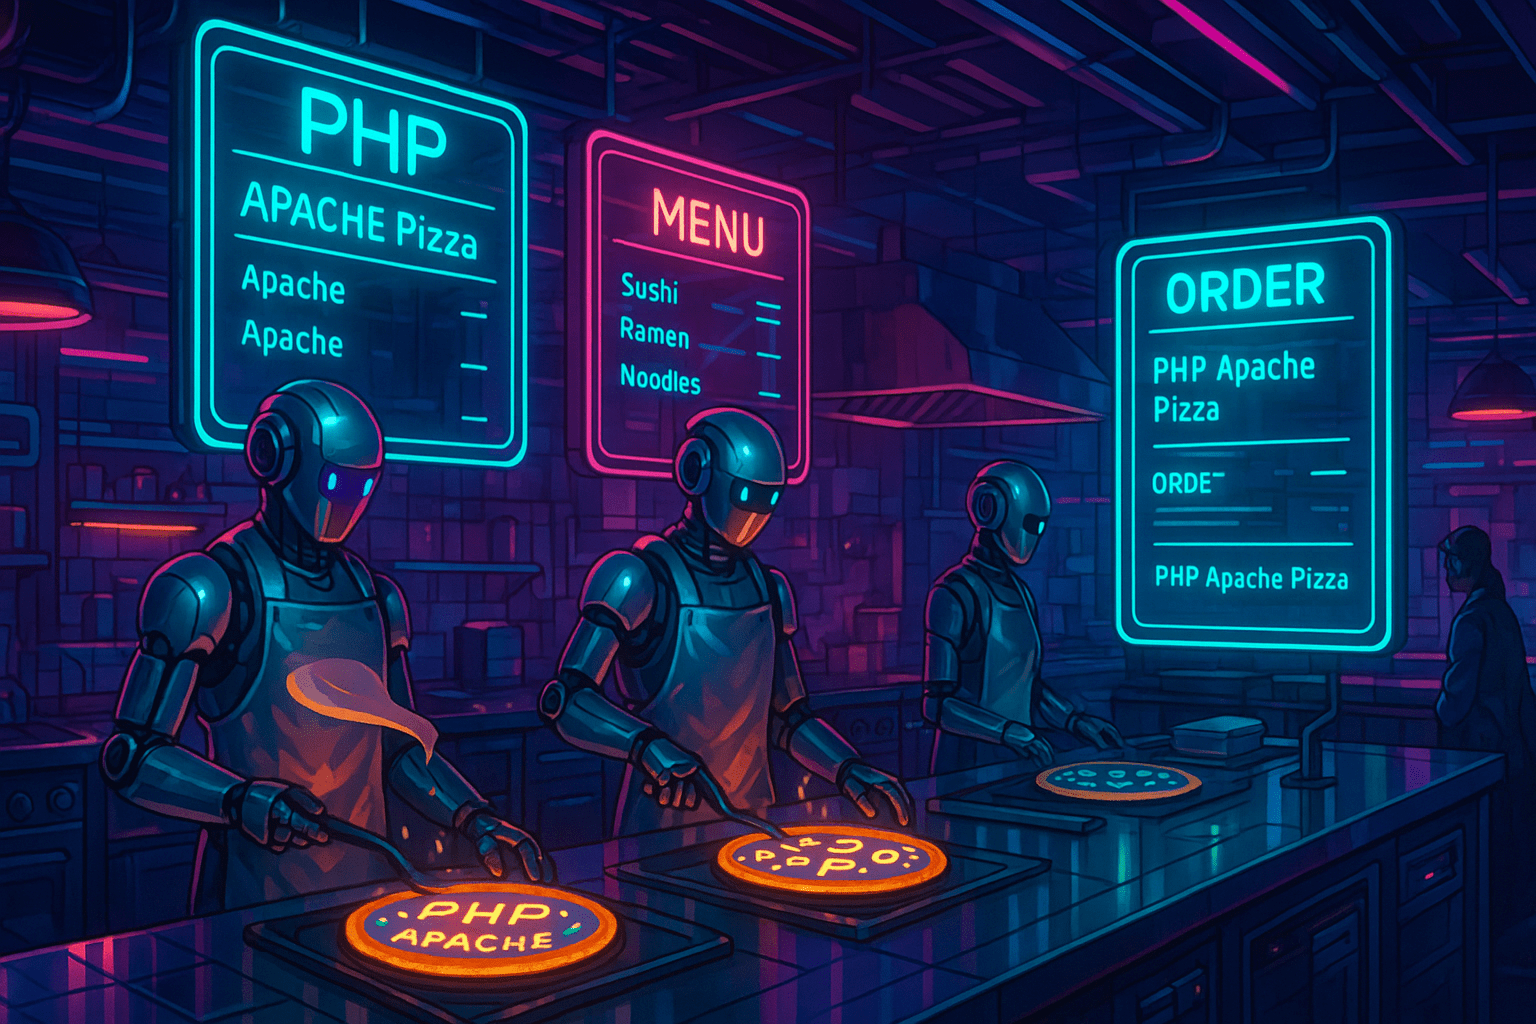 PHP
APACHE Pizza
Apache
Apache
MENU
Sushi
Ramen
Noodles
ORDER
PHP Apache
Pizza
ORDE
PHP Apache Pizza
PHP
APACHE